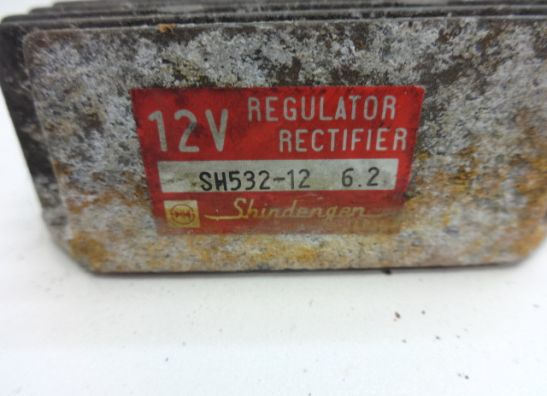 12V REGULATOR
RECTIFIER
SH532-12 6.2
Shindengen